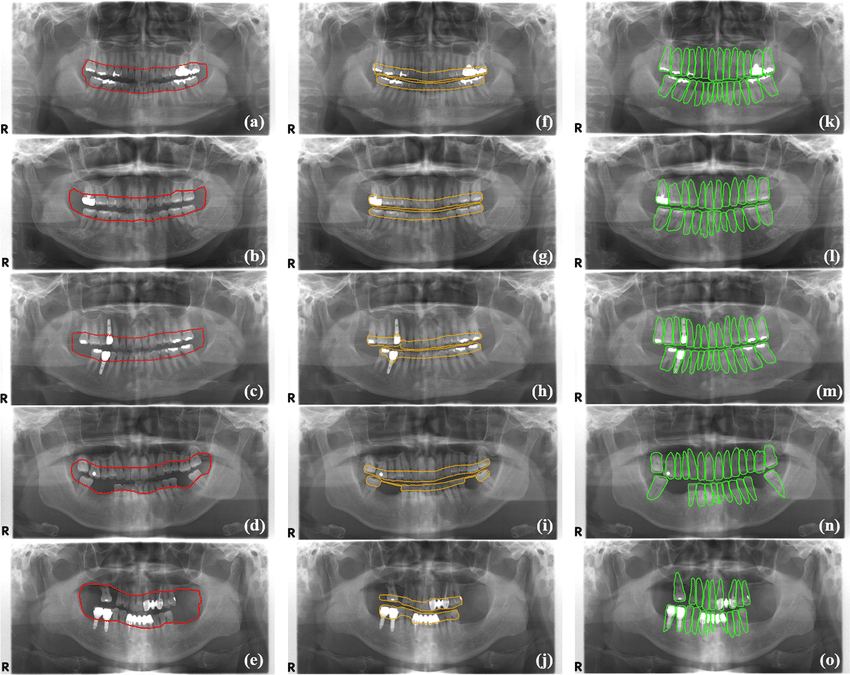 R (a) R (f) R (k)
R (b) R (g) R (l)
R (c) R (h) R (m)
R (d) R (i) R (n)
R (e) R (j) R (o)